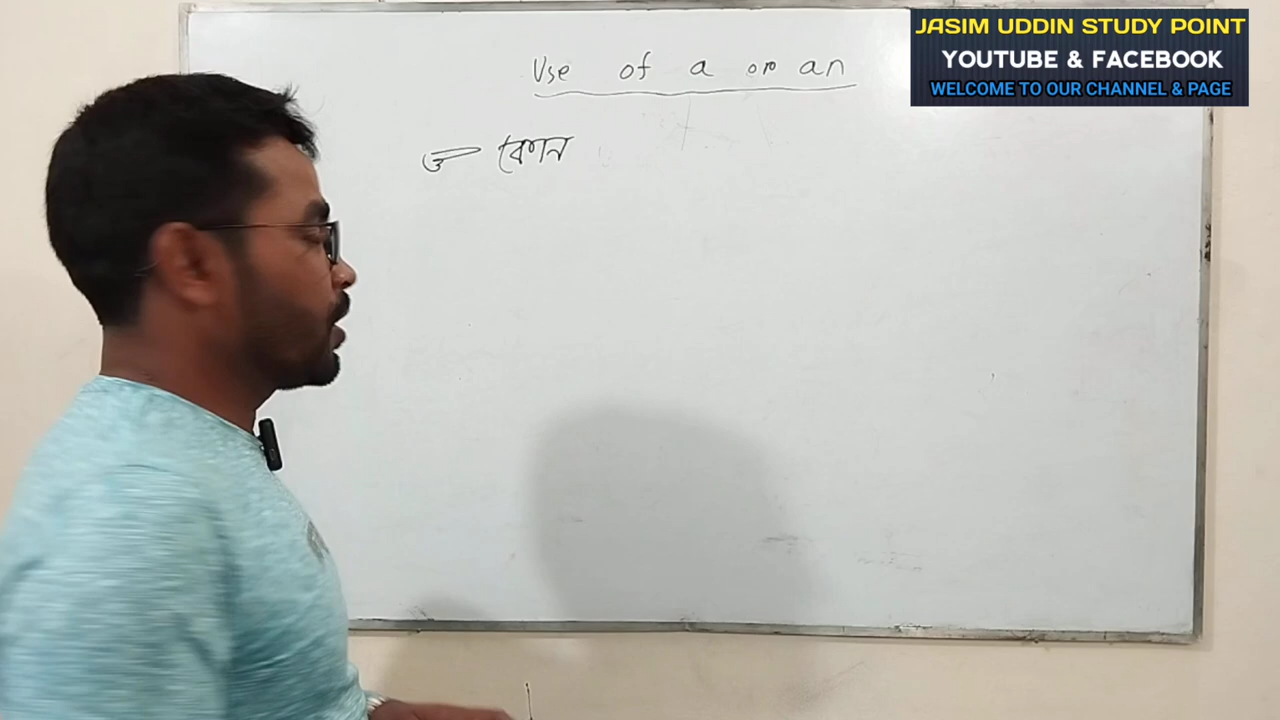 JASIM UDDIN STUDY POINT
YOUTUBE & FACEBOOK
WELCOME TO OUR CHANNEL & PAGE
Use of a or an
কোন